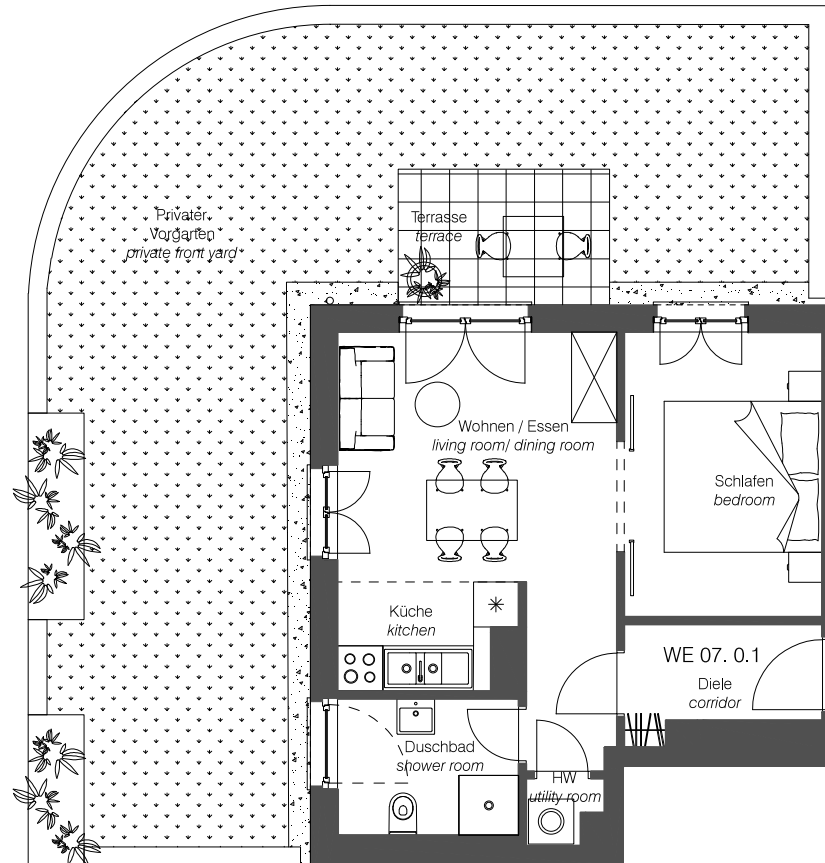 Privater
Vorgarten
private front yard
Terrasse
terrace
Wohnen / Essen
living room/ dining room
Schlafen
bedroom
Küche
kitchen
WE 07. 0.1
Diele
corridor
Duschbad
shower room
HW
utility room